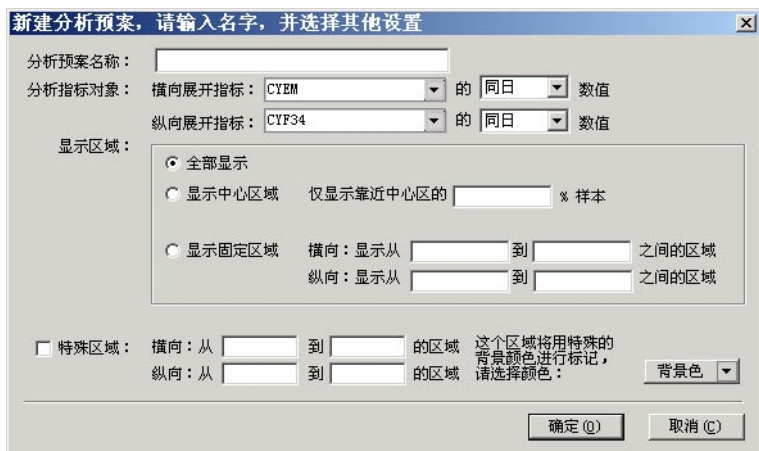 新建分析预案，请输入名字，并选择其他设置
分析预案名称：
分析指标对象： 横向展开指标： CYEM 的 同日 数值
纵向展开指标： CYF34 的 同日 数值
显示区域：
全部显示
显示中心区域 仅显示靠近中心区的 % 样本
显示固定区域 横向：显示从 到 之间的区域
纵向：显示从 到 之间的区域
特殊区域： 横向：从 到 的区域
纵向：从 到 的区域
这个区域将用特殊的
背景颜色进行标记，
请选择颜色：
背景色
确定(O) 取消(C)